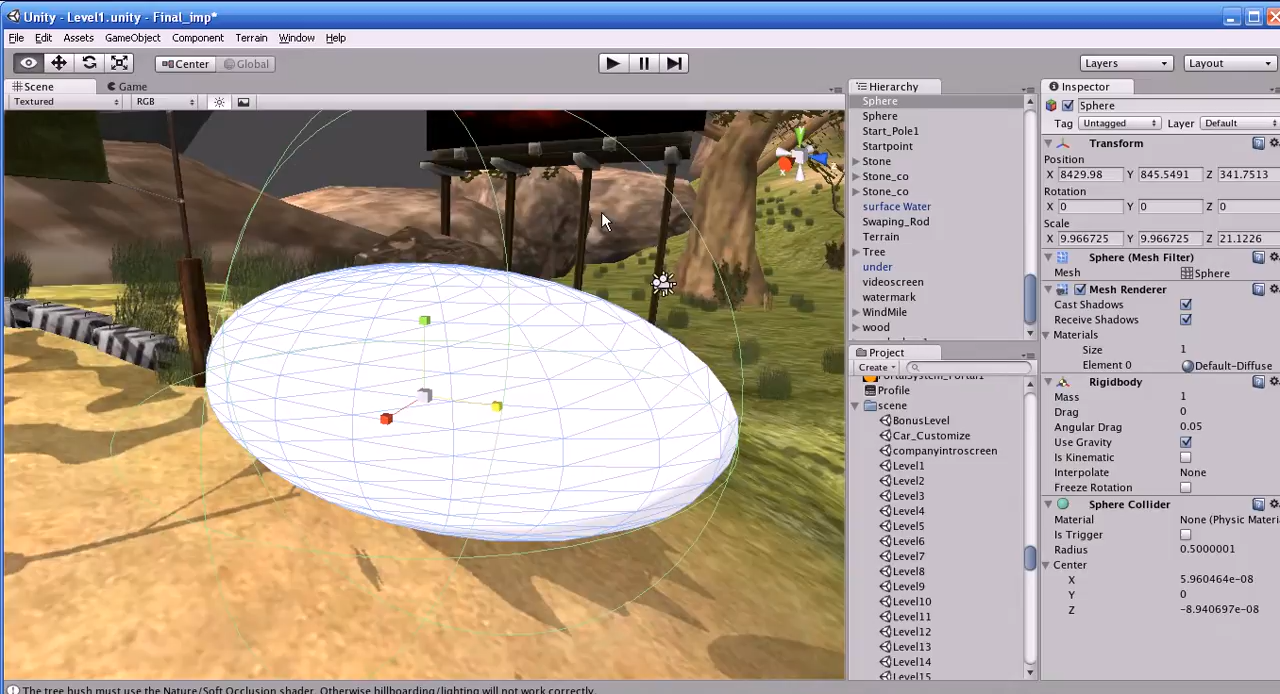 Unity - Level1.unity - Final_imp*
File Edit Assets GameObject Component Terrain Window Help
Center Global Layers Layout
Scene Game
Textured RGB
Hierarchy
Sphere
Sphere
Start_Pole1
Startpoint
Stone
Stone_co
Stone_co
surface Water
Swaping_Rod
Terrain
Tree
under
videoscreen
watermark
WindMile
wood
Project
Create
Profile
scene
BonusLevel
Car_Customize
companyintroscreen
Level1
Level2
Level3
Level4
Level5
Level6
Level7
Level8
Level9
Level10
Level11
Level12
Level13
Level14
Level15
Inspector
Sphere
Tag Untagged Layer Default
Transform
Position
X 8429.98 Y 845.5491 Z 341.7513
Rotation
X 0 Y 0 Z 0
Scale
X 9.966725 Y 9.966725 Z 21.1226
Sphere (Mesh Filter)
Mesh Sphere
Mesh Renderer
Cast Shadows
Receive Shadows
Materials
Size 1
Element 0 Default-Diffuse
Rigidbody
Mass 1
Drag 0
Angular Drag 0.05
Use Gravity
Is Kinematic
Interpolate None
Freeze Rotation
Sphere Collider
Material None (Physic Materi
Is Trigger
Radius 0.5000001
Center
X 5.960464e-08
Y 0
Z -8.940697e-08
The tree bush must use the Nature/Soft Occlusion shader. Otherwise billboarding/lighting will not work correctly.